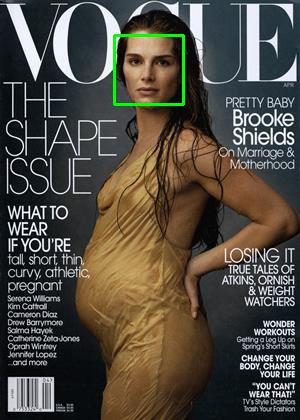 VOGUE
APR
THE
SHAPE
ISSUE
PRETTY BABY
Brooke
Shields
On Marriage &
Motherhood
WHAT TO
WEAR
IF YOU'RE
tall, short, thin,
curvy, athletic,
pregnant
Serena Williams
Kim Cattrall
Cameron Diaz
Drew Barrymore
Salma Hayek
Catherine Zeta-Jones
Oprah Winfrey
Jennifer Lopez
...and more
LOSING IT
TRUE TALES OF
ATKINS, ORNISH
& WEIGHT
WATCHERS
WONDER
WORKOUTS
Getting a Leg Up on
Spring's Short Skirts
CHANGE YOUR
BODY, CHANGE
YOUR LIFE
"YOU CAN'T
WEAR THAT!"
TV's Style Dictators
Trash Your Fashion